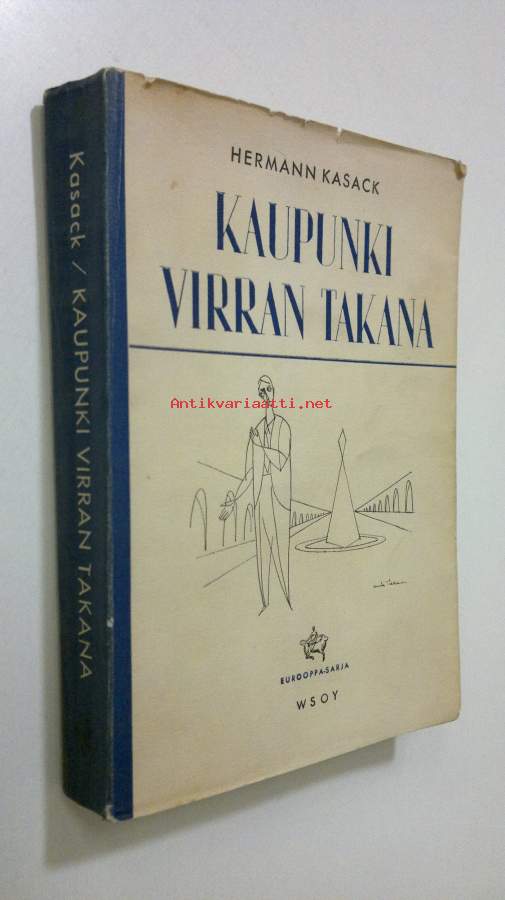 HERMANN KASACK
KAUPUNKI
VIRRAN TAKANA
Antikvariaatti.net
EUROOPPA-SARJA
WSOY
Kasack / KAUPUNKI VIRRAN TAKANA